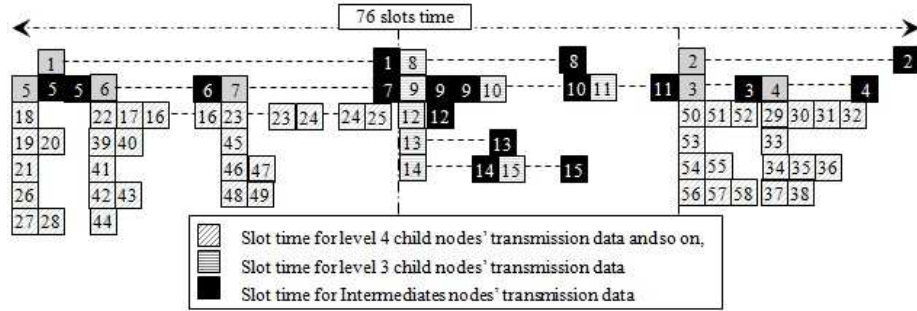 76 slots time
1 1 8 8 2 2
5 5 5 6 6 7 7 9 9 9 10 10 11 11 3 3 4 4
18 22 17 16 16 23 23 24 24 25 12 12 50 51 52 29 30 31 32
19 20 39 40 45 13 13 53 33
21 41 46 47 14 14 15 15 54 55 34 35 36
26 42 43 48 49 56 57 58 37 38
27 28 44
Slot time for level 4 child nodes' transmission data and so on,
Slot time for level 3 child nodes' transmission data
Slot time for Intermediates nodes' transmission data